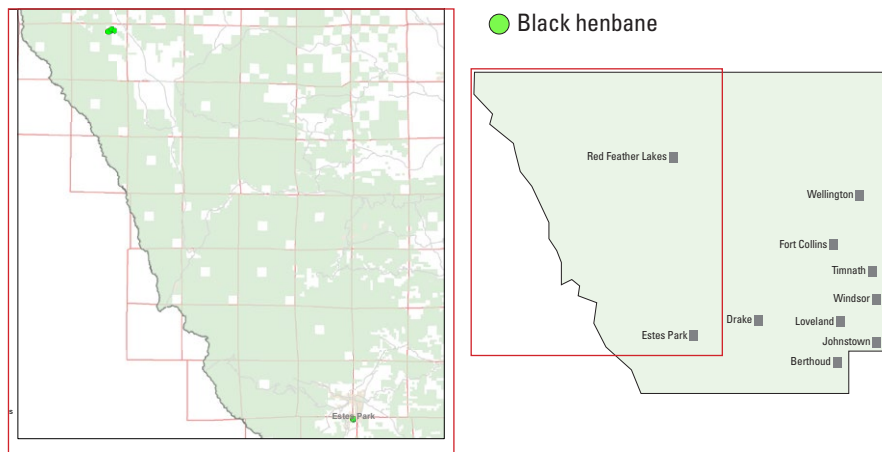 Black henbane
Red Feather Lakes
Wellington
Fort Collins
Timnath
Windsor
Drake
Loveland
Estes Park
Johnstown
Berthoud
Estes Park
s